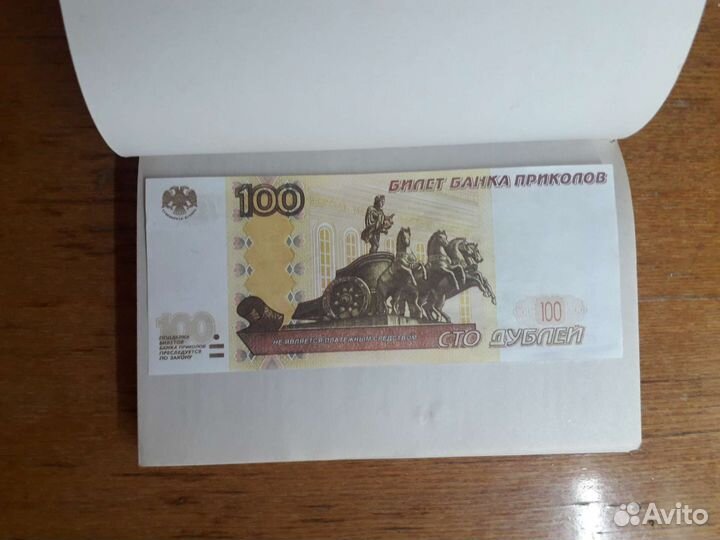 100
БИЛЕТ БАНКА ПРИКОЛОВ
100
ПОДДЕЛКА
БИЛЕТОВ
БАНКА ПРИКОЛОВ
ПРЕСЛЕДУЕТСЯ
ПО ЗАКОНУ
100
НЕ ЯВЛЯЕТСЯ ПЛАТЕЖНЫМ СРЕДСТВОМ
СТО ДУБЛЕЙ
Avito